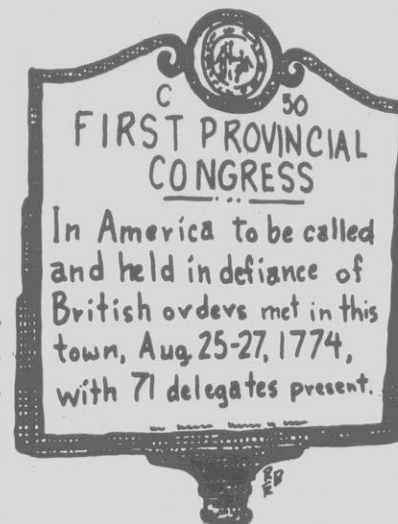 C 50
FIRST PROVINCIAL
CONGRESS
In America to be called
and held in defiance of
British orders met in this
town, Aug. 25-27, 1774,
with 71 delegates present.